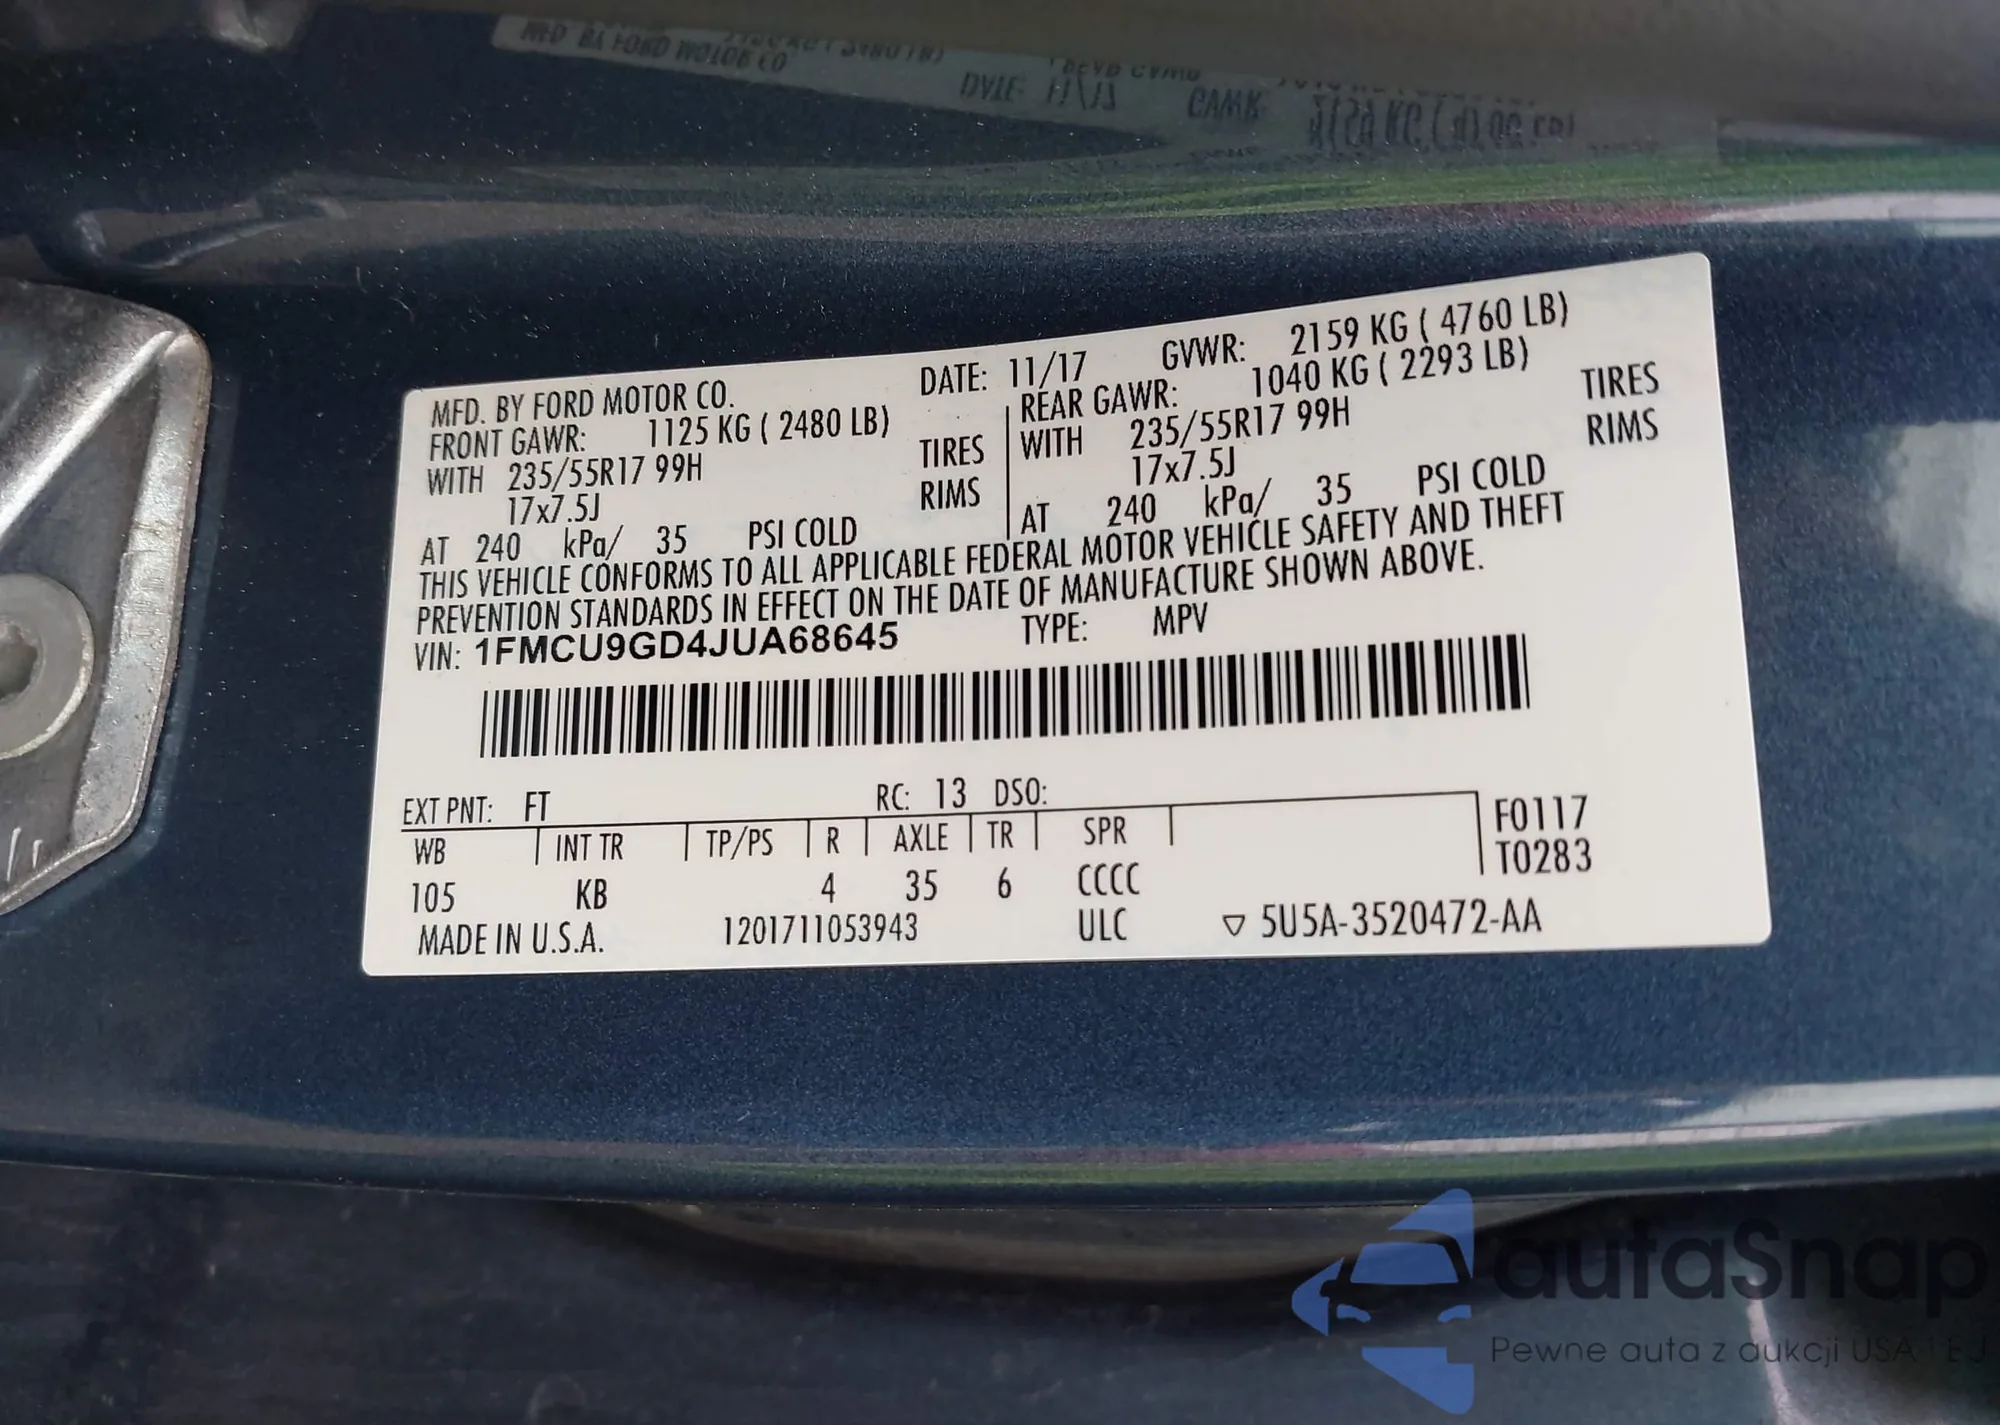 MFD. BY FORD MOTOR CO. DATE: 11/17 GVWR: 2159 KG ( 4760 LB)
FRONT GAWR: 1125 KG ( 2480 LB) REAR GAWR: 1040 KG ( 2293 LB)
WITH 235/55R17 99H TIRES WITH 235/55R17 99H TIRES
17x7.5J RIMS 17x7.5J RIMS
AT 240 kPa/ 35 PSI COLD AT 240 kPa/ 35 PSI COLD
THIS VEHICLE CONFORMS TO ALL APPLICABLE FEDERAL MOTOR VEHICLE SAFETY AND THEFT
PREVENTION STANDARDS IN EFFECT ON THE DATE OF MANUFACTURE SHOWN ABOVE.
VIN: 1FMCU9GD4JUA68645 TYPE: MPV
EXT PNT: FT RC: 13 DSO:
WB INT TR TP/PS R AXLE TR SPR F0117
T0283
105 KB 4 35 6 CCCC
MADE IN U.S.A. 1201711053943 ULC ▽ 5U5A-3520472-AA
autaSnap
Pewne auta z aukcji USA i EU